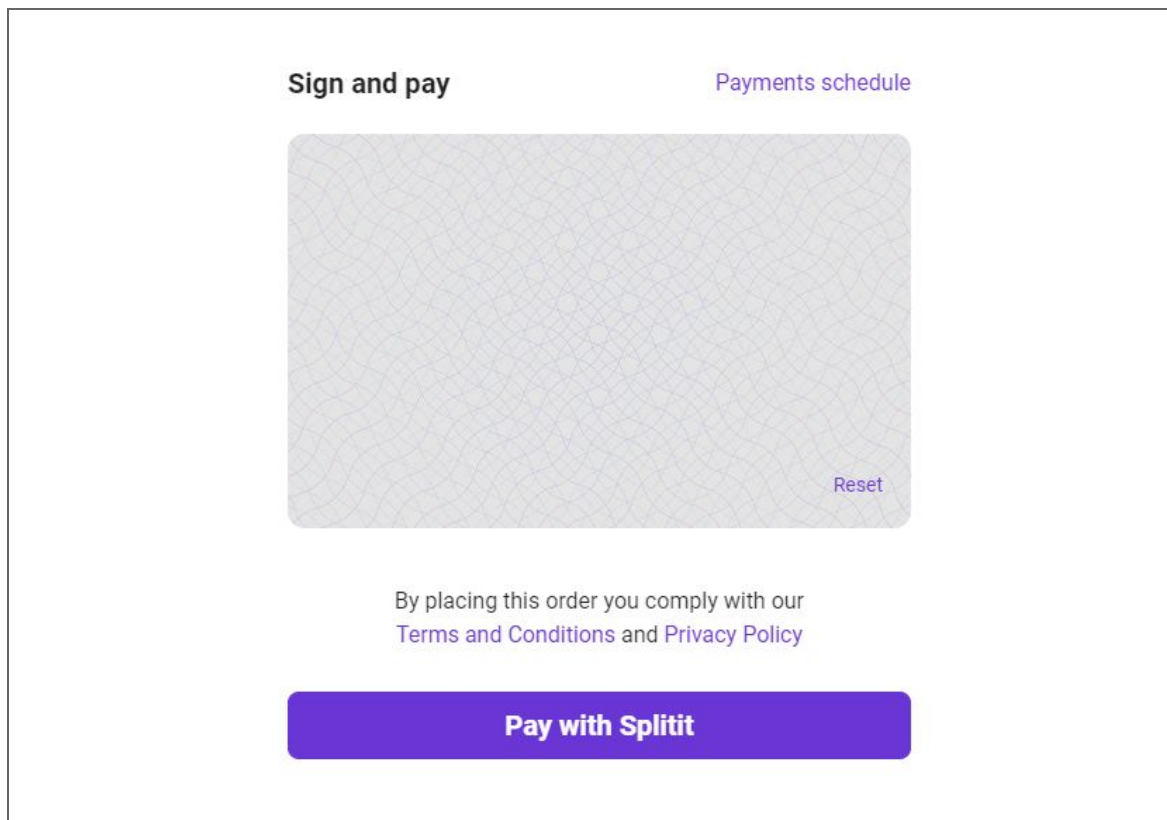 Sign and pay
Payments schedule
Reset
By placing this order you comply with our
Terms and Conditions and Privacy Policy
Pay with Splitit